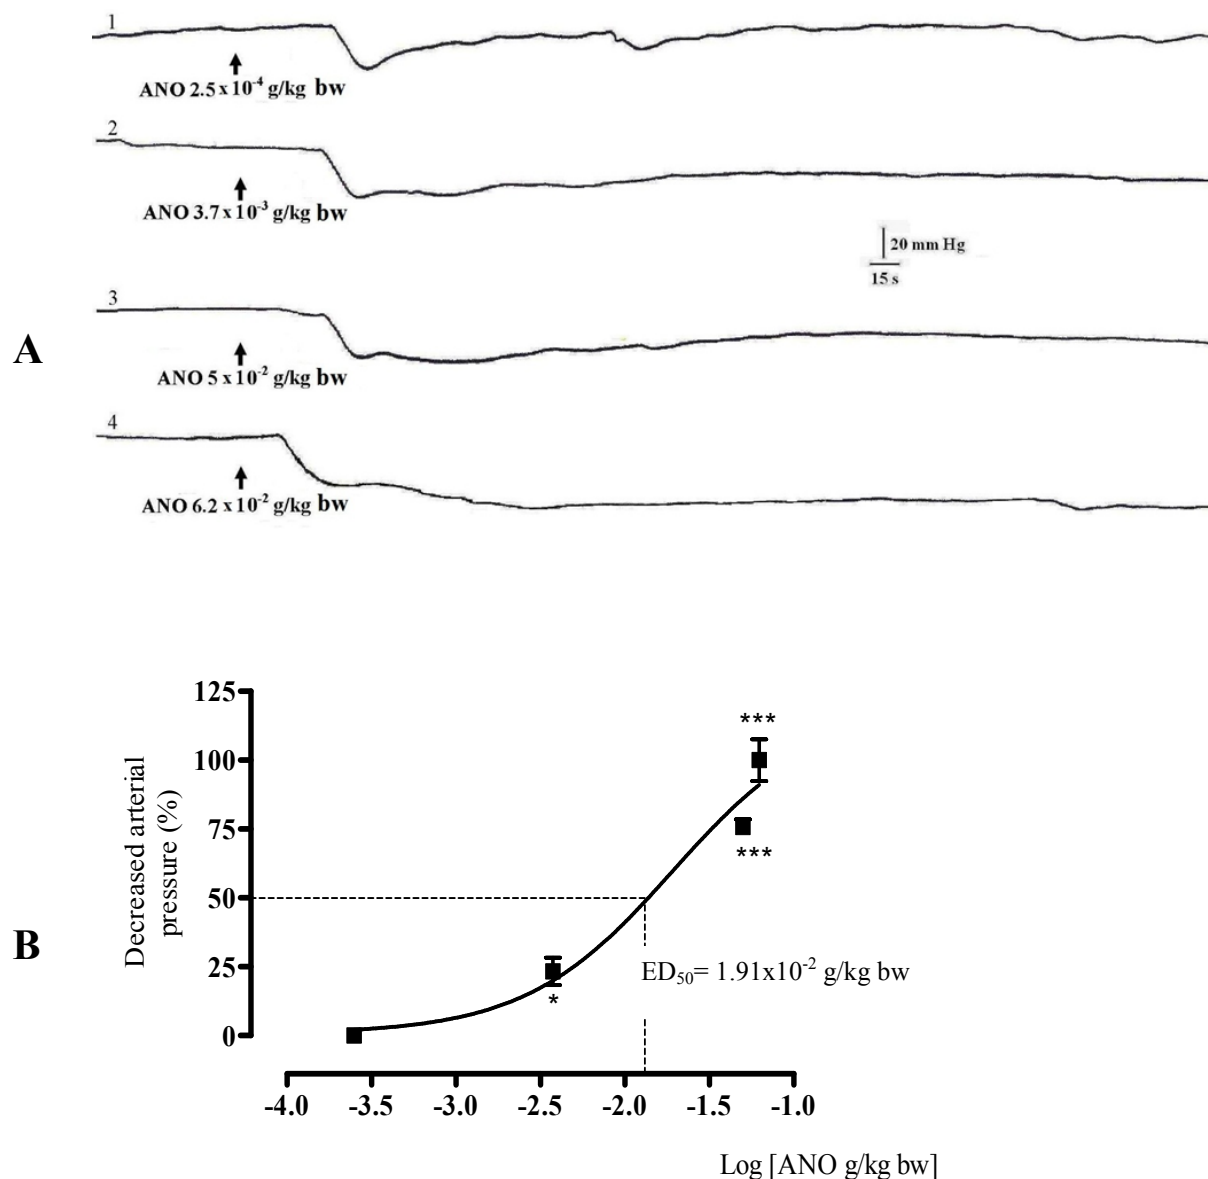 1
ANO 2.5 x 10⁻⁴ g/kg bw
2
ANO 3.7 x 10⁻³ g/kg bw
20 mm Hg
15 s
3
A
ANO 5 x 10⁻² g/kg bw
4
ANO 6.2 x 10⁻² g/kg bw
125
100
75
50
25
0
Decreased arterial
pressure (%)
***
***
*
B
ED₅₀= 1.91x10⁻² g/kg bw
-4.0 -3.5 -3.0 -2.5 -2.0 -1.5 -1.0
Log [ANO g/kg bw]